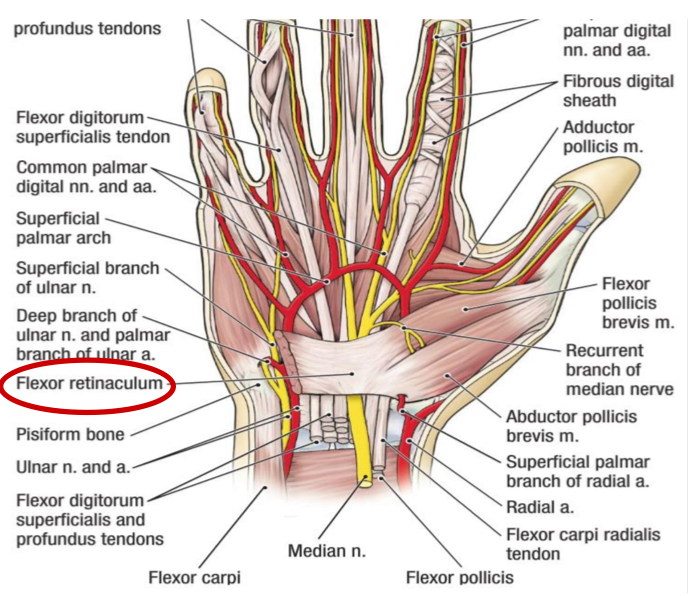 profundus tendons
Flexor digitorum
superficialis tendon
Common palmar
digital nn. and aa.
Superficial
palmar arch
Superficial branch
of ulnar n.
Deep branch of
ulnar n. and palmar
branch of ulnar a.
Flexor retinaculum
Pisiform bone
Ulnar n. and a.
Flexor digitorum
superficialis and
profundus tendons
Flexor carpi
Median n.
Flexor pollicis
palmar digital
nn. and aa.
Fibrous digital
sheath
Adductor
pollicis m.
Flexor
pollicis
brevis m.
Recurrent
branch of
median nerve
Abductor pollicis
brevis m.
Superficial palmar
branch of radial a.
Radial a.
Flexor carpi radialis
tendon